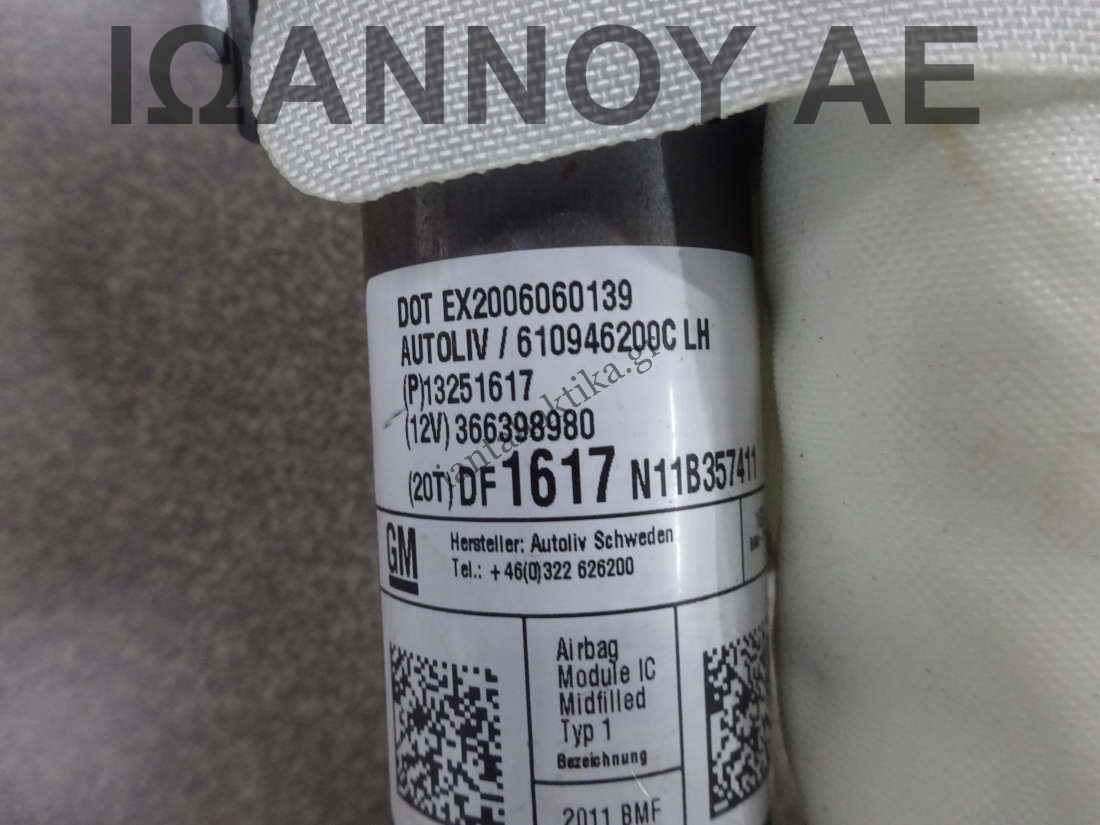 ΙΩΑΝΝΟΥ ΑΕ
DOT EX2006060139
AUTOLIV / 610946200C LH
(P)13251617
(12V) 366398980
(20T) DF 1617 N11B357411
GM
Hersteller: Autoliv Schweden
Tel.: +46(0)322 626200
Airbag
Module IC
Midfilled
Typ 1
Bezeichnung
2011 BMF